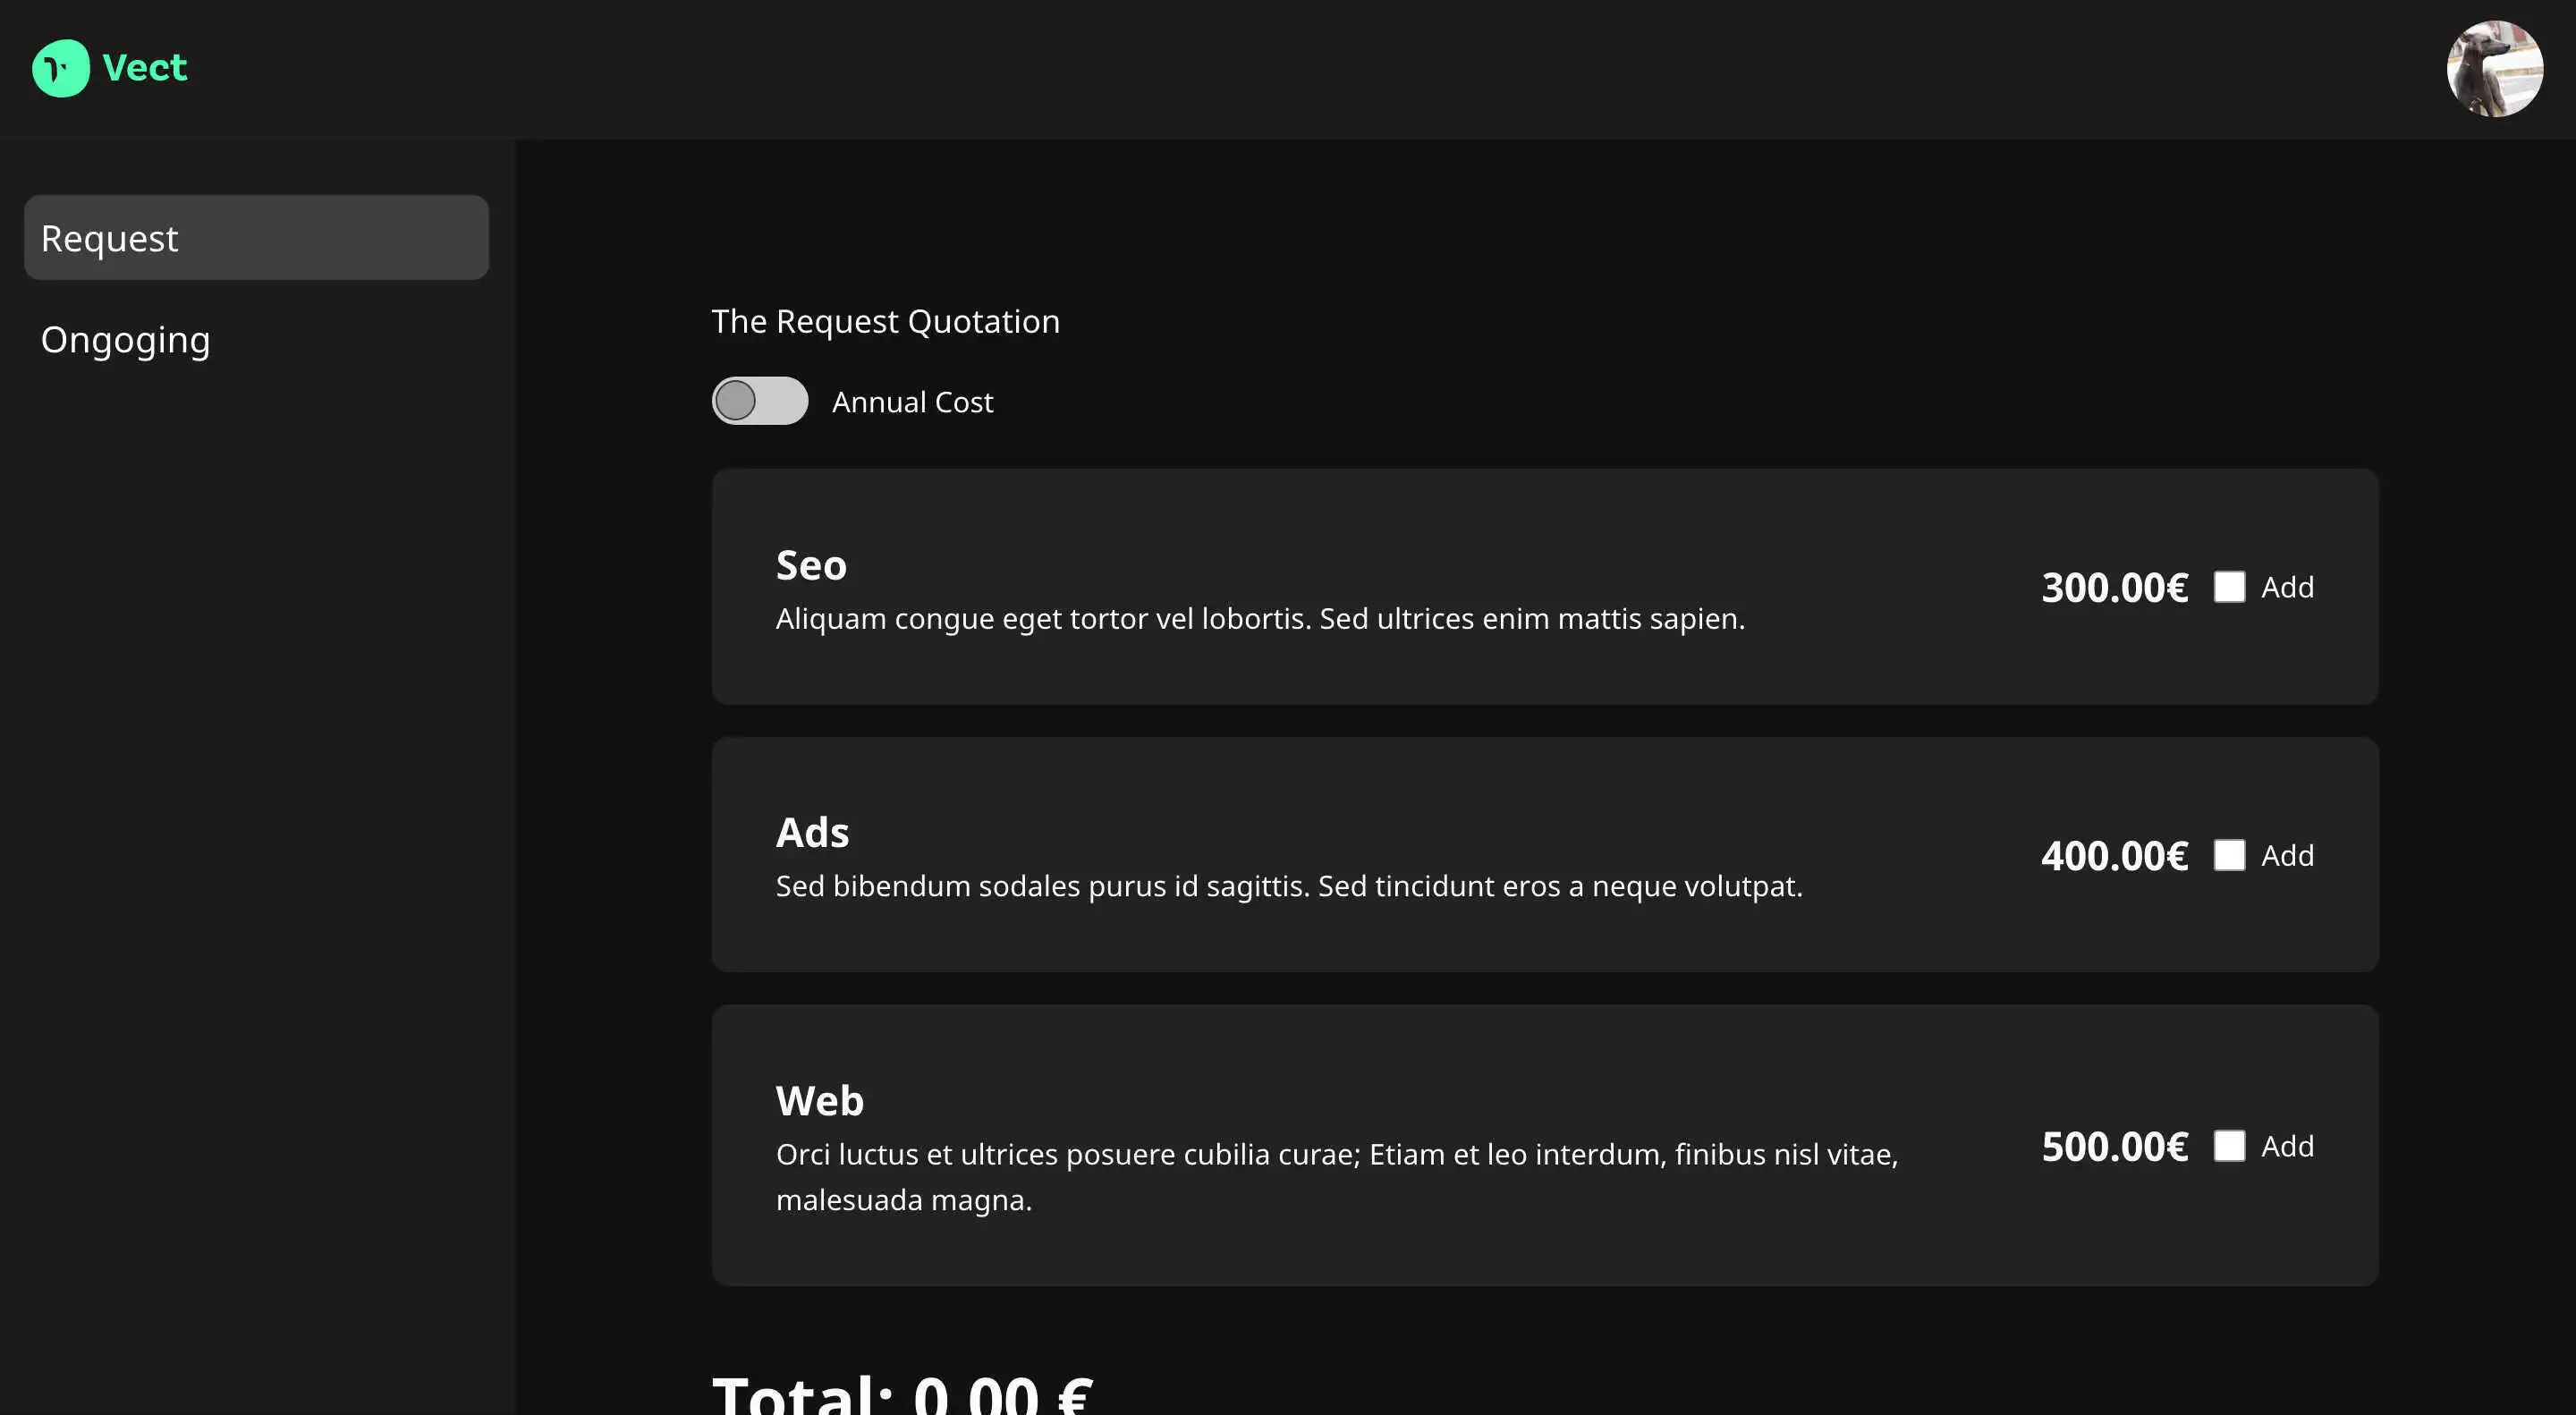 Vect
Request
Ongoging
The Request Quotation
Annual Cost
Seo
Aliquam congue eget tortor vel lobortis. Sed ultrices enim mattis sapien.
300.00€ Add
Ads
Sed bibendum sodales purus id sagittis. Sed tincidunt eros a neque volutpat.
400.00€ Add
Web
Orci luctus et ultrices posuere cubilia curae; Etiam et leo interdum, finibus nisl vitae,
malesuada magna.
500.00€ Add
Total: 0.00 €